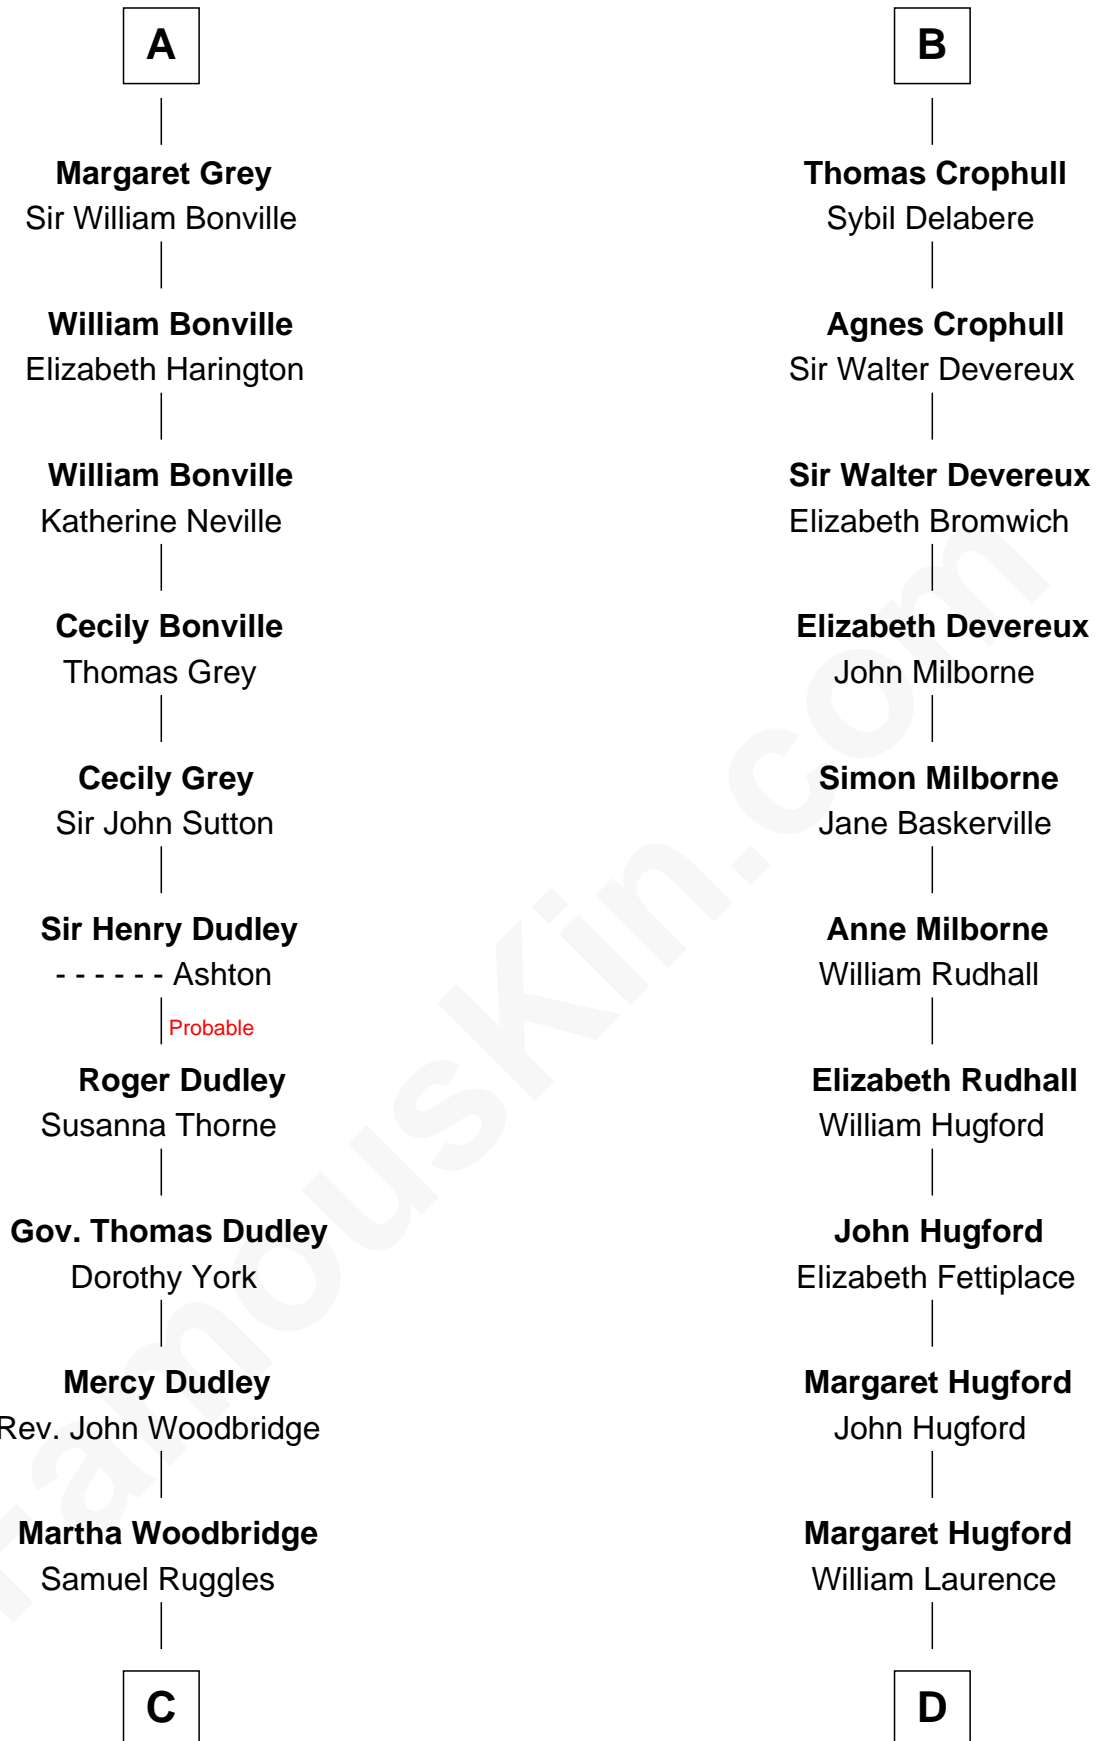 A
Margaret Grey
Sir William Bonville
William Bonville
Elizabeth Harington
William Bonville
Katherine Neville
Cecily Bonville
Thomas Grey
Cecily Grey
Sir John Sutton
Sir Henry Dudley
- - - - - - Ashton
Probable
Roger Dudley
Susanna Thorne
Gov. Thomas Dudley
Dorothy York
Mercy Dudley
Rev. John Woodbridge
Martha Woodbridge
Samuel Ruggles
C
B
Thomas Crophull
Sybil Delabere
Agnes Crophull
Sir Walter Devereux
Sir Walter Devereux
Elizabeth Bromwich
Elizabeth Devereux
John Milborne
Simon Milborne
Jane Baskerville
Anne Milborne
William Rudhall
Elizabeth Rudhall
William Hugford
John Hugford
Elizabeth Fettiplace
Margaret Hugford
John Hugford
Margaret Hugford
William Laurence
D
FamousKin.com